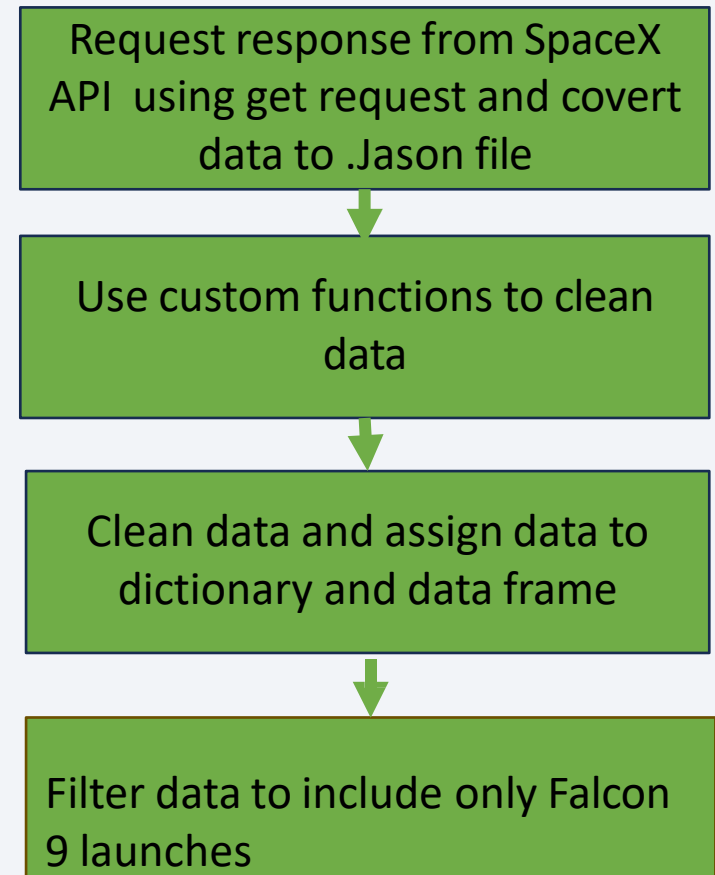 Request response from SpaceX
API  using get request and covert
data to .Jason file
Use custom functions to clean
data
Clean data and assign data to
dictionary and data frame
Filter data to include only Falcon
9 launches